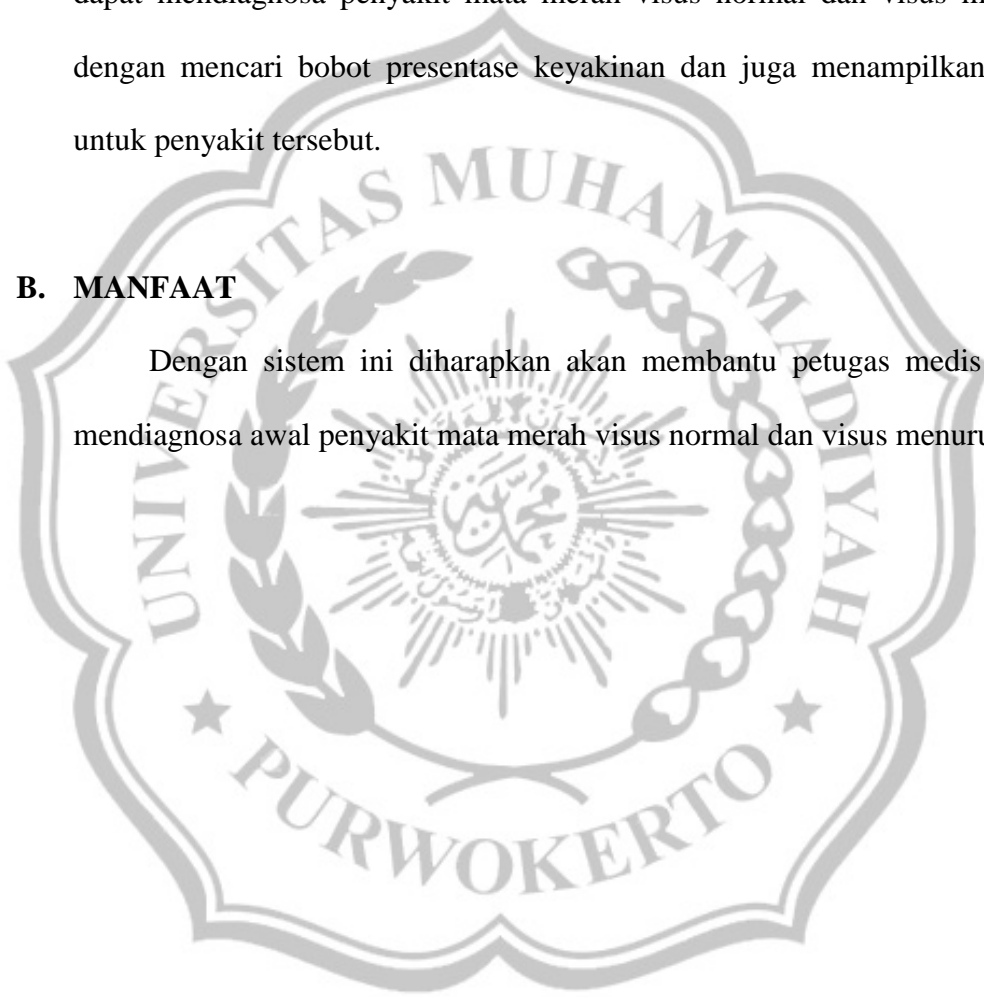 dapat mendiagnosa penyakit mata merah visus normal dan visus
dengan mencari bobot presentase keyakinan dan juga menampilkan
untuk penyakit tersebut.
B. MANFAAT
Dengan sistem ini diharapkan akan membantu petugas medis
mendiagnosa awal penyakit mata merah visus normal dan visus
UNIVERSITAS MUHAMMADIYAH
PURWOKERTO